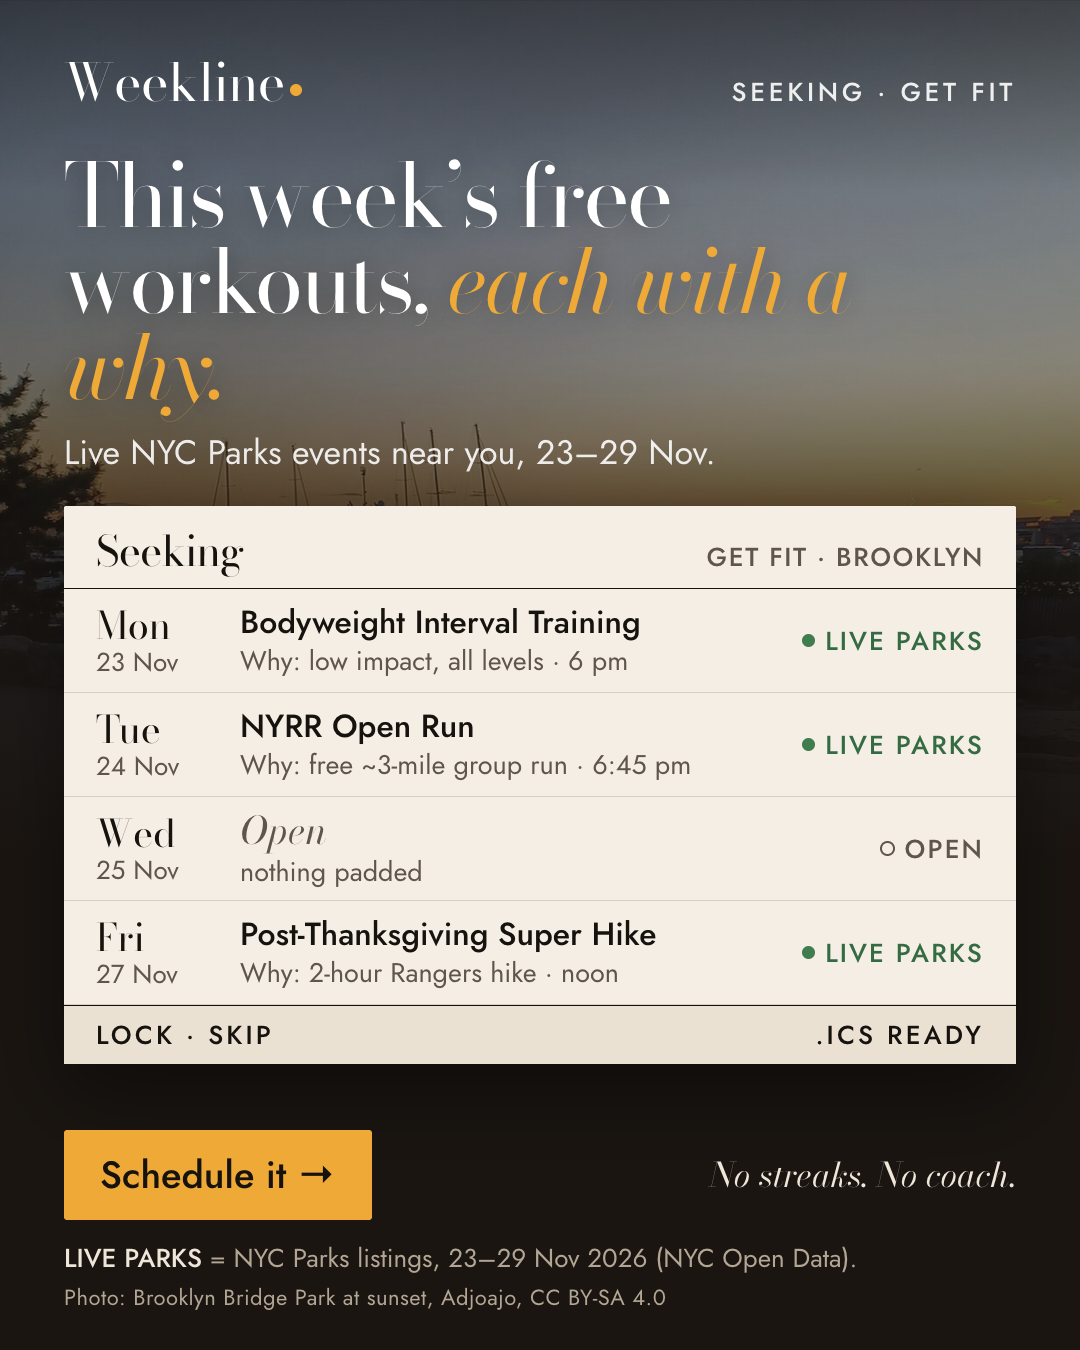 Weekline
SEEKING · GET FIT
This week’s free
workouts, each with a
why.
Live NYC Parks events near you, 23–29 Nov.
Seeking
GET FIT · BROOKLYN
Mon
23 Nov
Bodyweight Interval Training
Why: low impact, all levels · 6 pm
LIVE PARKS
Tue
24 Nov
NYRR Open Run
Why: free ~3-mile group run · 6:45 pm
LIVE PARKS
Wed
25 Nov
Open
nothing padded
OPEN
Fri
27 Nov
Post-Thanksgiving Super Hike
Why: 2-hour Rangers hike · noon
LIVE PARKS
LOCK · SKIP
.ICS READY
Schedule it →
No streaks. No coach.
LIVE PARKS = NYC Parks listings, 23–29 Nov 2026 (NYC Open Data).
Photo: Brooklyn Bridge Park at sunset, Adjoajo, CC BY-SA 4.0